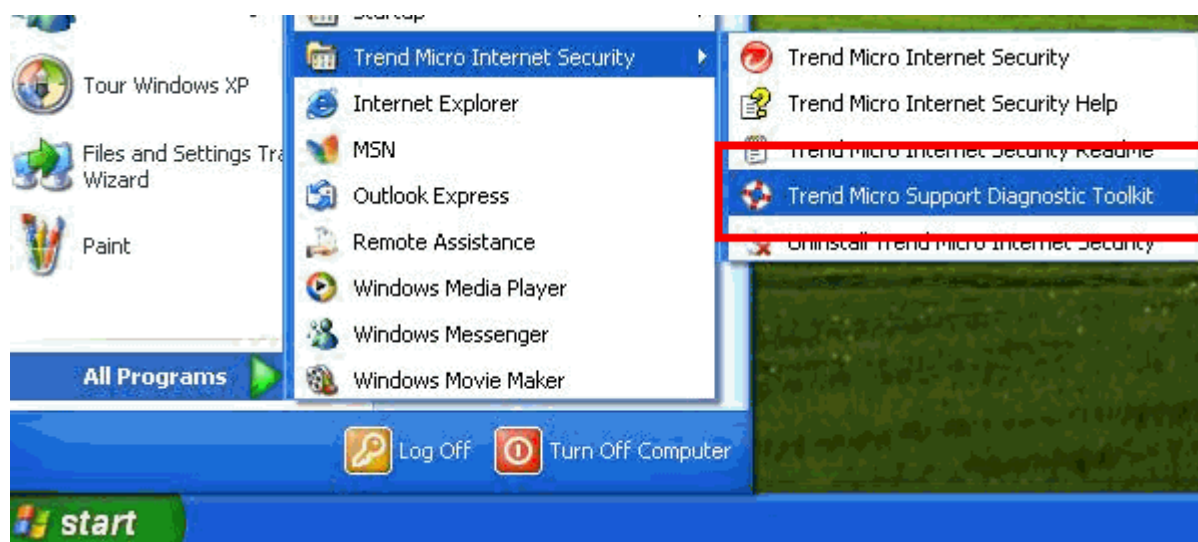 Startup
Tour Windows XP
Files and Settings Tra
Wizard
Paint
All Programs
Trend Micro Internet Security
Internet Explorer
MSN
Outlook Express
Remote Assistance
Windows Media Player
Windows Messenger
Windows Movie Maker
Trend Micro Internet Security
Trend Micro Internet Security Help
Trend Micro Internet Security ReadMe
Trend Micro Support Diagnostic Toolkit
Uninstall Trend Micro Internet Security
Log Off
Turn Off Computer
start